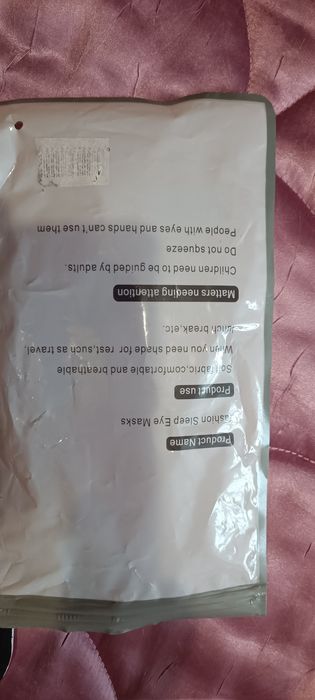 Product Name
Fashion Sleep Eye Masks
Product use
Soft fabric,comfortable and breathable
When you need shade for rest,such as travel,
lunch break,etc.
Matters needing attention
Children need to be guided by adults.
Do not squeeze
People with eyes and hands can't use them